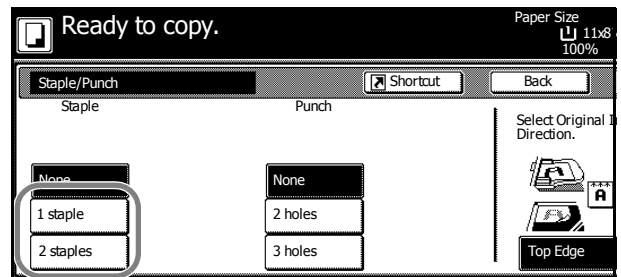 Ready to copy.
Paper Size
11x8
100%
Staple/Punch
Shortcut
Back
Staple
Punch
Select Original
Direction.
None
None
1 staple
2 holes
2 staples
3 holes
A
Top Edge